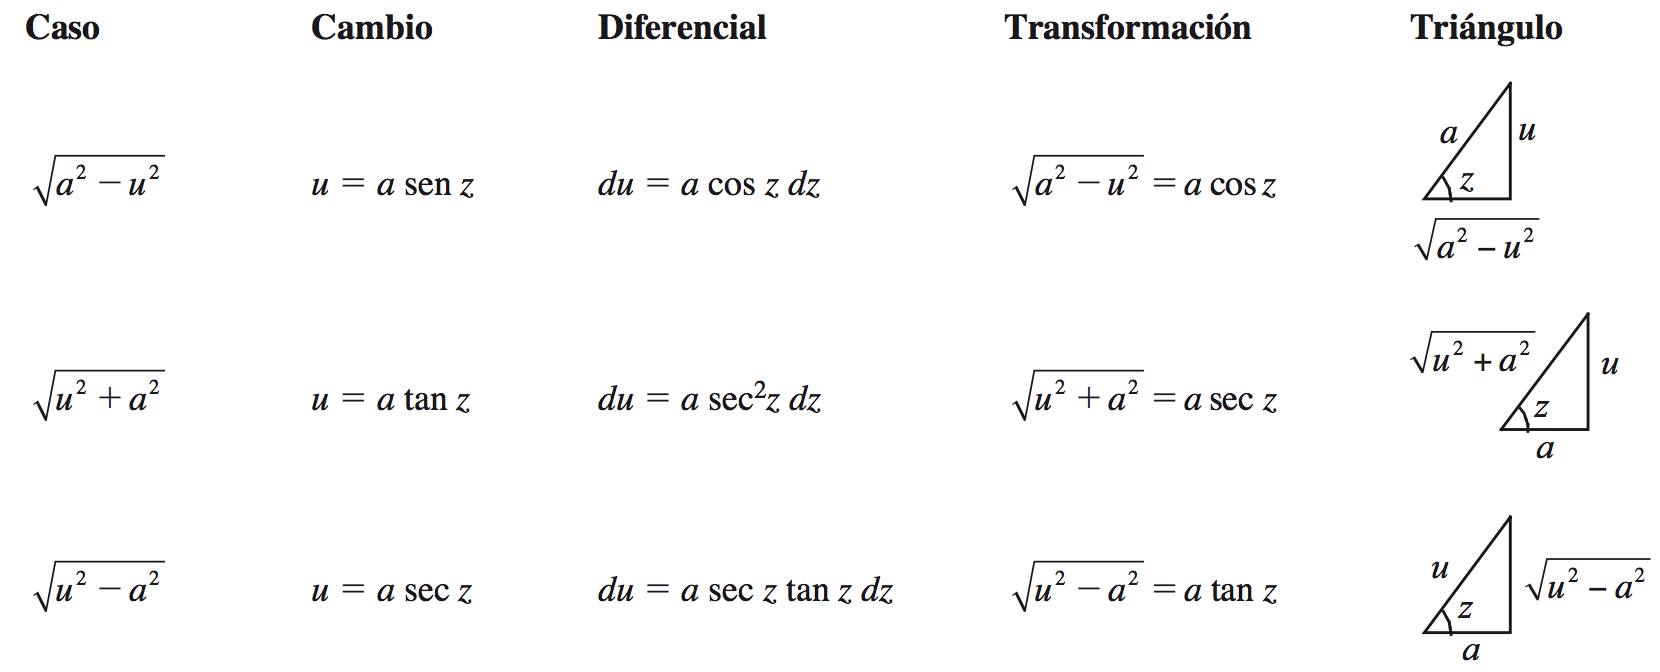 Caso Cambio Diferencial Transformación Triángulo
√(a² − u²) u = a sen z du = a cos z dz √(a² − u²) = a cos z a u z √(a² − u²)
√(u² + a²) u = a tan z du = a sec²z dz √(u² + a²) = a sec z √(u² + a²) u z a
√(u² − a²) u = a sec z du = a sec z tan z dz √(u² − a²) = a tan z u √(u² − a²) z a